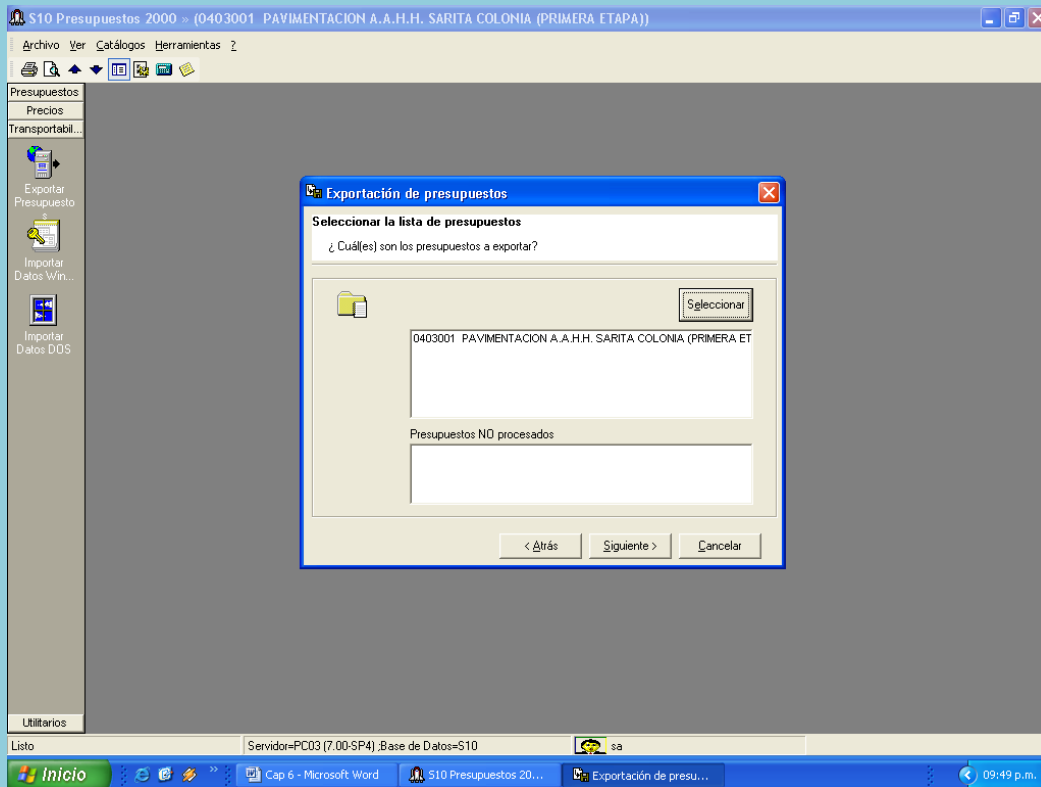 S10 Presupuestos 2000 » (0403001 PAVIMENTACION A.A.H.H. SARITA COLONIA (PRIMERA ETAPA))
Archivo Ver Catálogos Herramientas ?
Presupuestos
Precios
Transportabil...
Exportar
Presupuesto
s
Importar
Datos Win...
Importar
Datos DOS
Utilitarios
Exportación de presupuestos
Seleccionar la lista de presupuestos
¿ Cuál(es) son los presupuestos a exportar?
Seleccionar
0403001 PAVIMENTACION A.A.H.H. SARITA COLONIA (PRIMERA ET
Presupuestos NO procesados
< Atrás Siguiente > Cancelar
Listo Servidor=PC03 (7.00-SP4) ;Base de Datos=S10 sa
Inicio » Cap 6 - Microsoft Word S10 Presupuestos 20... Exportación de presu... 09:49 p.m.